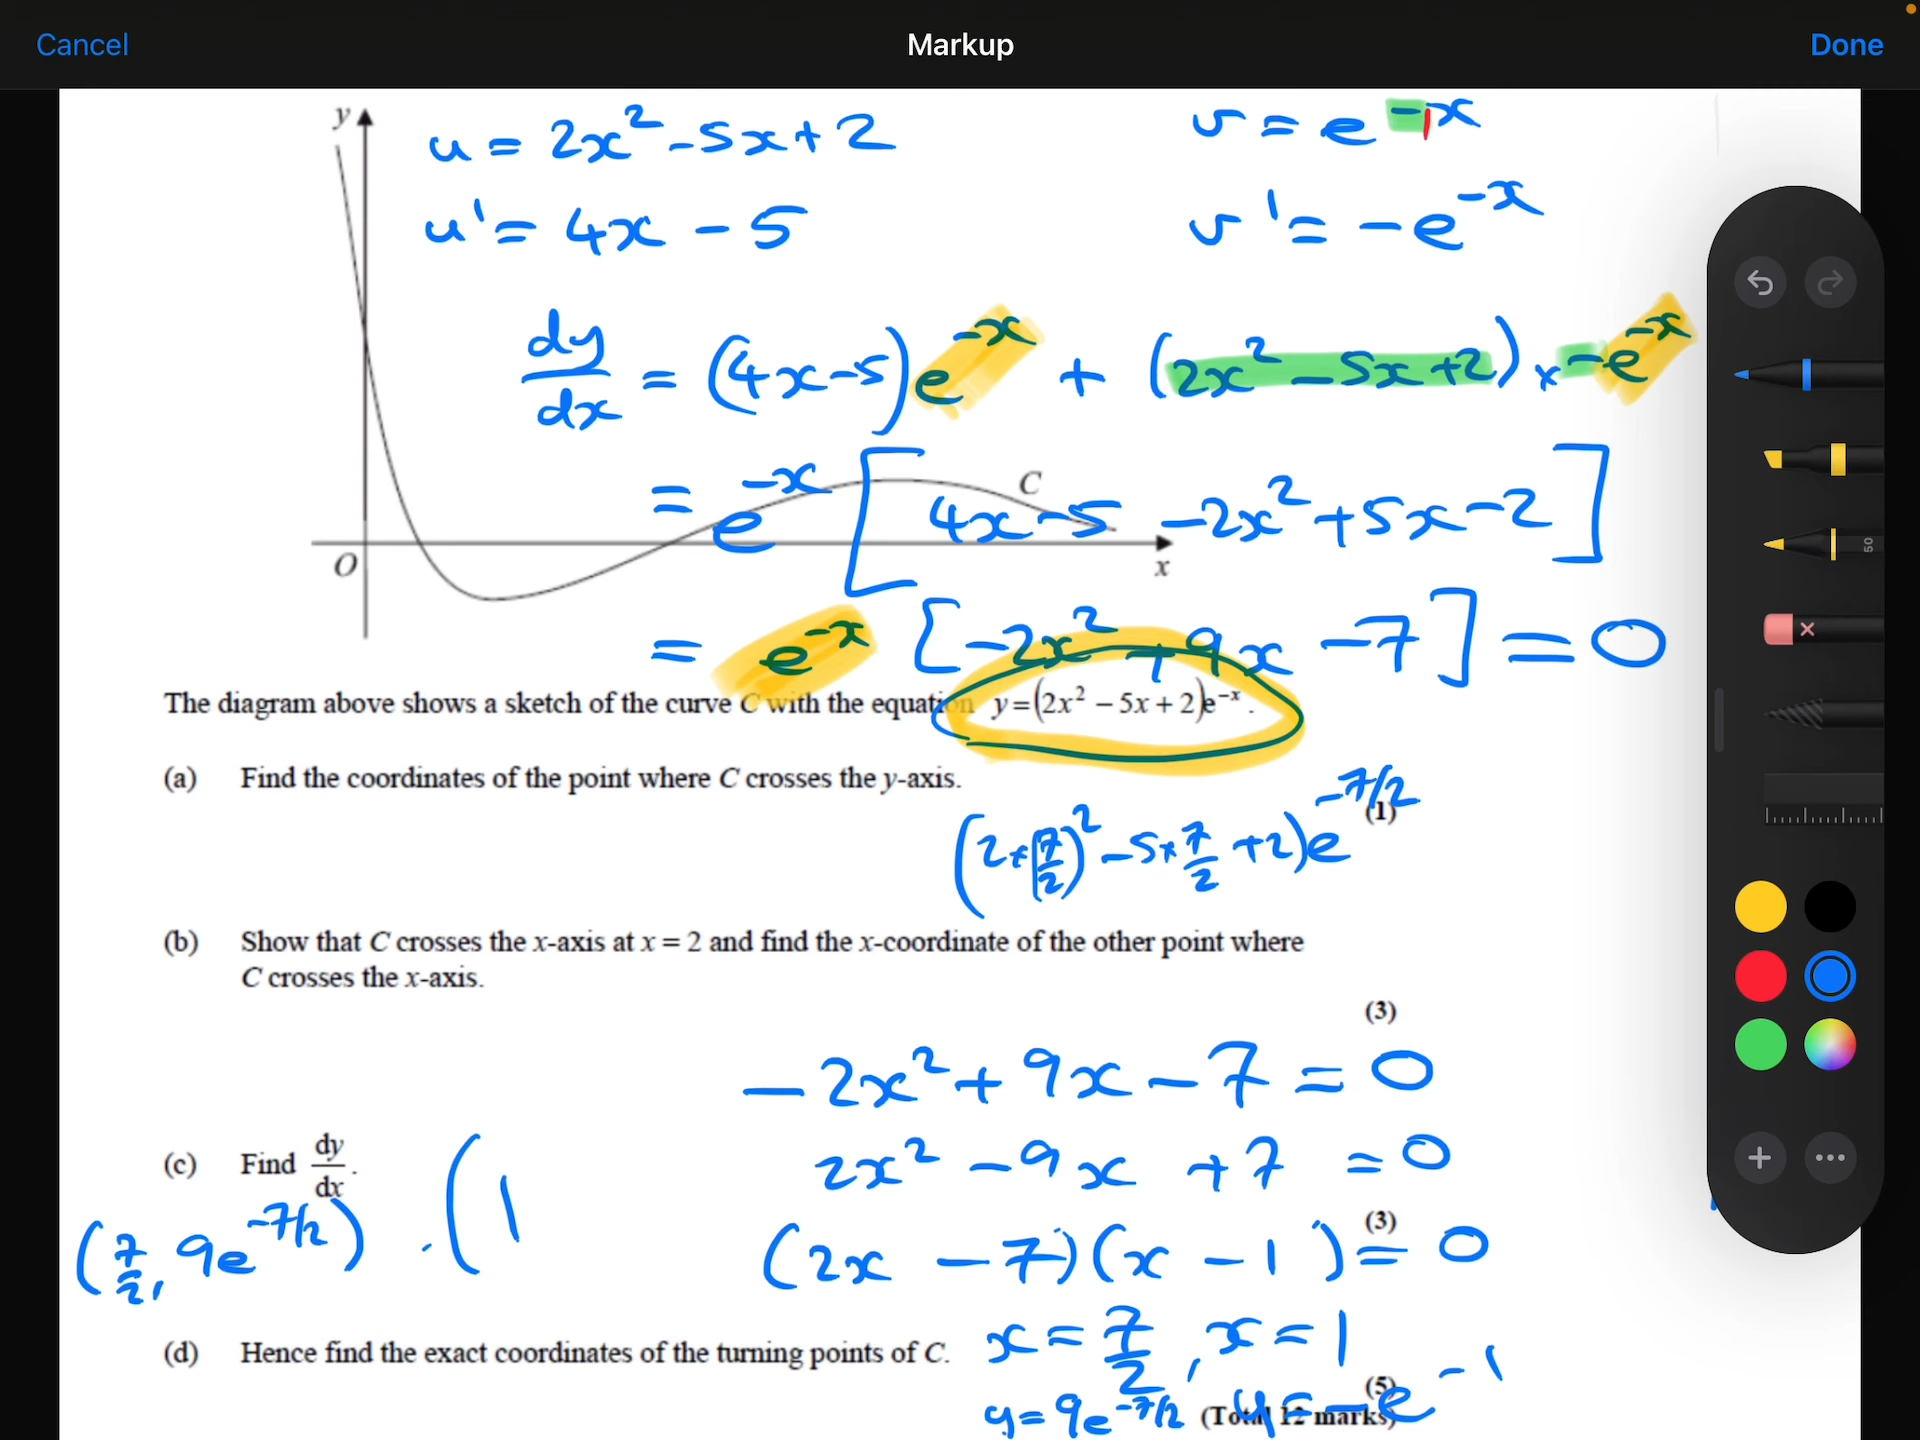 Cancel
Markup
Done
y
u = 2x² - 5x + 2
v = e^(-1x)
u' = 4x - 5
v' = -e^(-x)
dy/dx = (4x-5)e^(-x) + (2x² - 5x + 2) × -e^(-x)
C
= e^(-x) [ 4x - 5 - 2x² + 5x - 2 ]
O
x
= e^(-x) [ -2x² + 9x - 7 ] = 0
The diagram above shows a sketch of the curve C with the equation y = (2x² – 5x + 2)e^(–x).
(a) Find the coordinates of the point where C crosses the y-axis.
(1)
(2×(7/2)² - 5×7/2 + 2)e^(-7/2)
(b) Show that C crosses the x-axis at x = 2 and find the x-coordinate of the other point where
C crosses the x-axis.
(3)
- 2x² + 9x - 7 = 0
(c) Find dy/dx.
2x² - 9x + 7 = 0
(3)
(7/2, 9e^(-7/2)) . (1
(2x - 7)(x - 1) = 0
(d) Hence find the exact coordinates of the turning points of C.
x = 7/2, x = 1
(5)
y = 9e^(-7/2) y = -e^(-1)
(Total 12 marks)
50